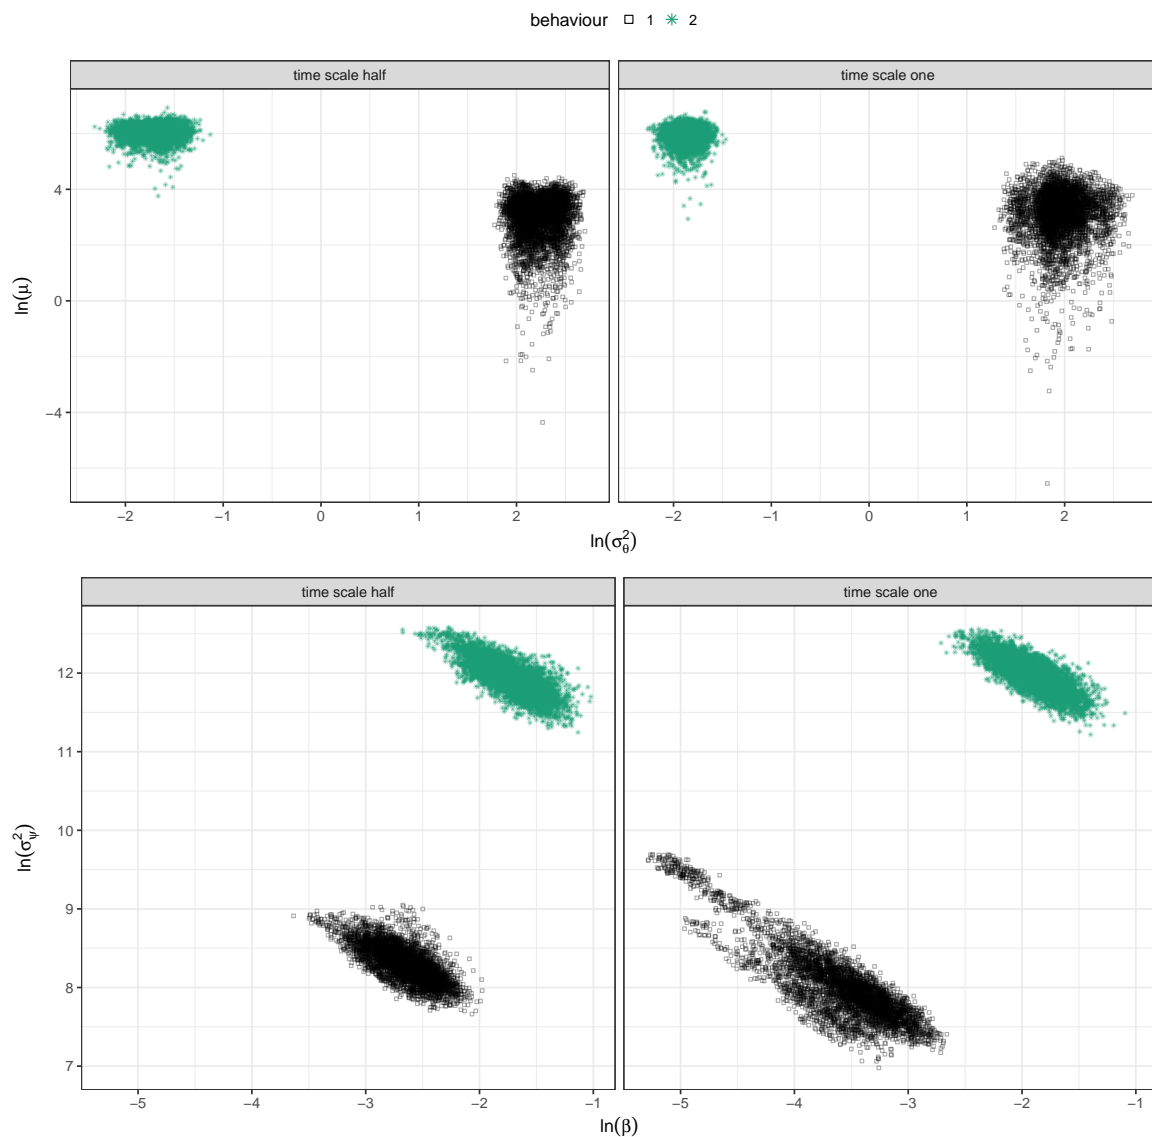 behaviour 1 2
time scale half time scale one
4
0
−4
ln(μ)
−2 −1 0 1 2 −2 −1 0 1 2
ln(σ²θ)
time scale half time scale one
12
11
10
9
8
7
ln(σ²ψ)
−5 −4 −3 −2 −1 −5 −4 −3 −2 −1
ln(β)